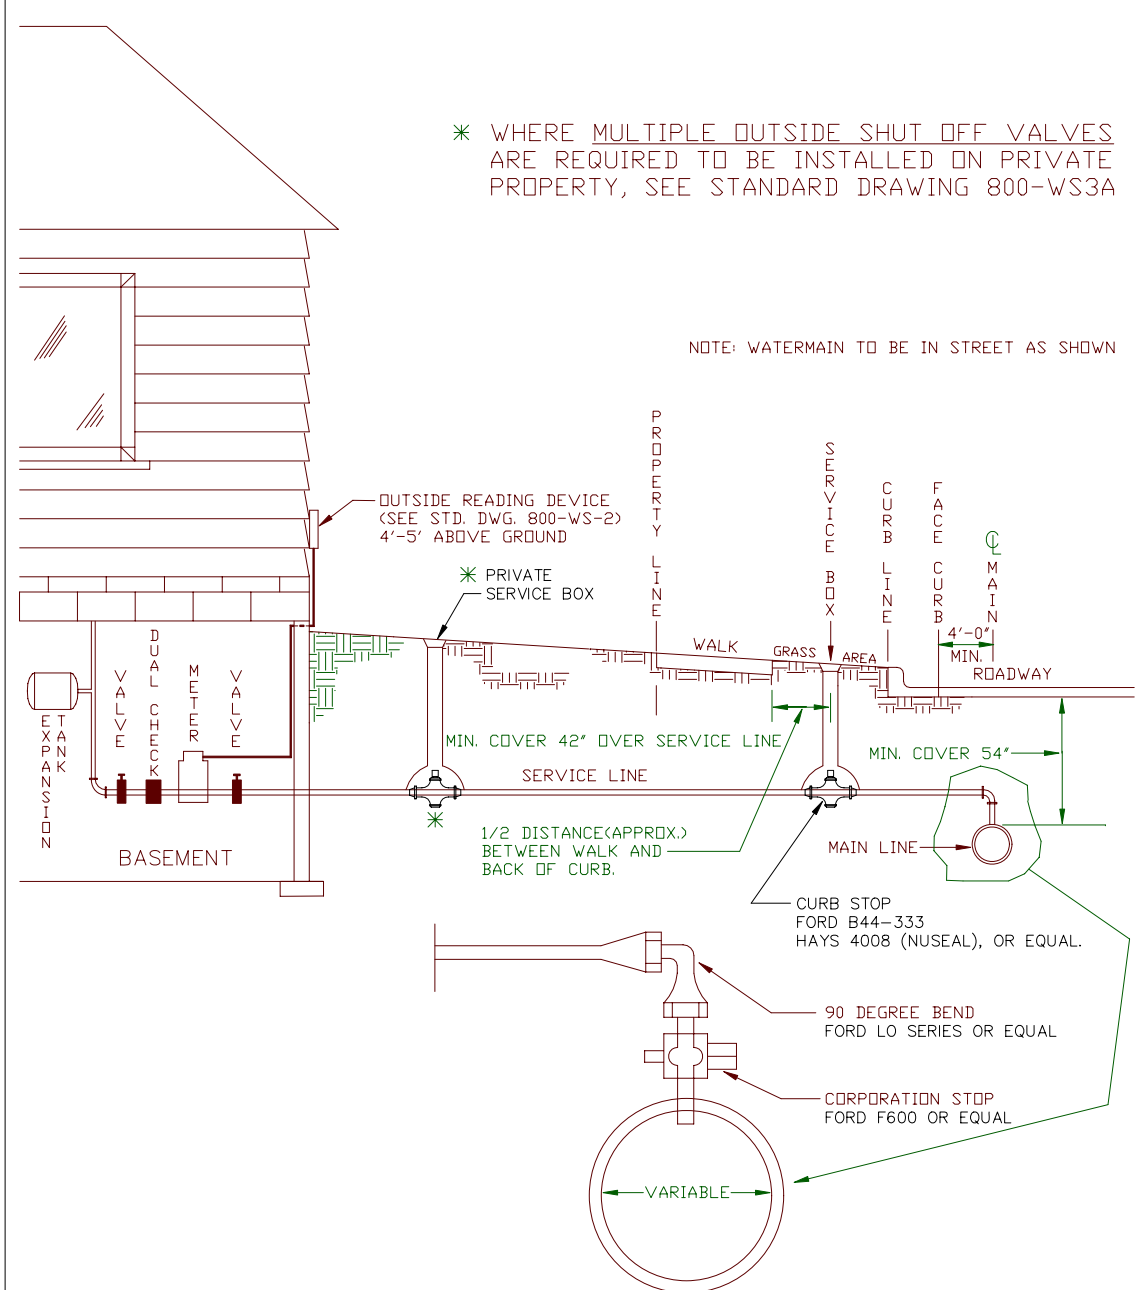 * WHERE MULTIPLE OUTSIDE SHUT OFF VALVES
ARE REQUIRED TO BE INSTALLED ON PRIVATE
PROPERTY, SEE STANDARD DRAWING 800-WS3A
NOTE: WATERMAIN TO BE IN STREET AS SHOWN
PROPERTY LINE
SERVICE BOX
CURB LINE
FACE CURB
℄ MAIN
OUTSIDE READING DEVICE
(SEE STD. DWG. 800-WS-2)
4'-5' ABOVE GROUND
* PRIVATE
SERVICE BOX
WALK
GRASS
AREA
4'-0"
MIN.
ROADWAY
EXPANSION
TANK
VALVE
DUAL CHECK
METER
VALVE
MIN. COVER 42" OVER SERVICE LINE
MIN. COVER 54"
SERVICE LINE
*
1/2 DISTANCE(APPROX.)
BETWEEN WALK AND
BACK OF CURB.
MAIN LINE
BASEMENT
CURB STOP
FORD B44-333
HAYS 4008 (NUSEAL), OR EQUAL.
90 DEGREE BEND
FORD LO SERIES OR EQUAL
CORPORATION STOP
FORD F600 OR EQUAL
VARIABLE